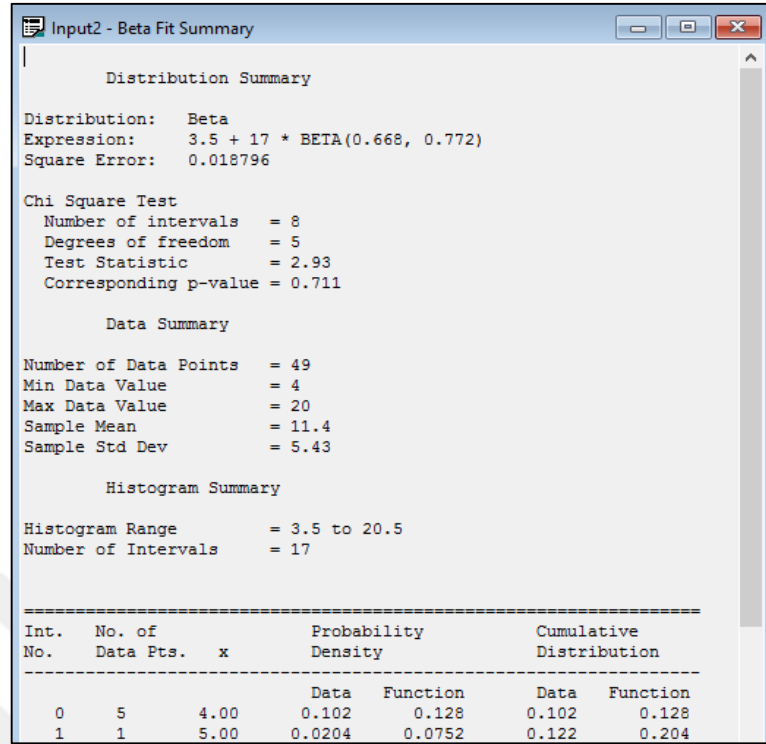 Input2 - Beta Fit Summary
Distribution Summary
Distribution: Beta
Expression: 3.5 + 17 * BETA(0.668, 0.772)
Square Error: 0.018796
Chi Square Test
Number of intervals = 8
Degrees of freedom = 5
Test Statistic = 2.93
Corresponding p-value = 0.711
Data Summary
Number of Data Points = 49
Min Data Value = 4
Max Data Value = 20
Sample Mean = 11.4
Sample Std Dev = 5.43
Histogram Summary
Histogram Range = 3.5 to 20.5
Number of Intervals = 17
====================================================================
Int. No. of Probability Cumulative
No. Data Pts. x Density Distribution
--------------------------------------------------------------------
Data Function Data Function
0 5 4.00 0.102 0.128 0.102 0.128
1 1 5.00 0.0204 0.0752 0.122 0.204